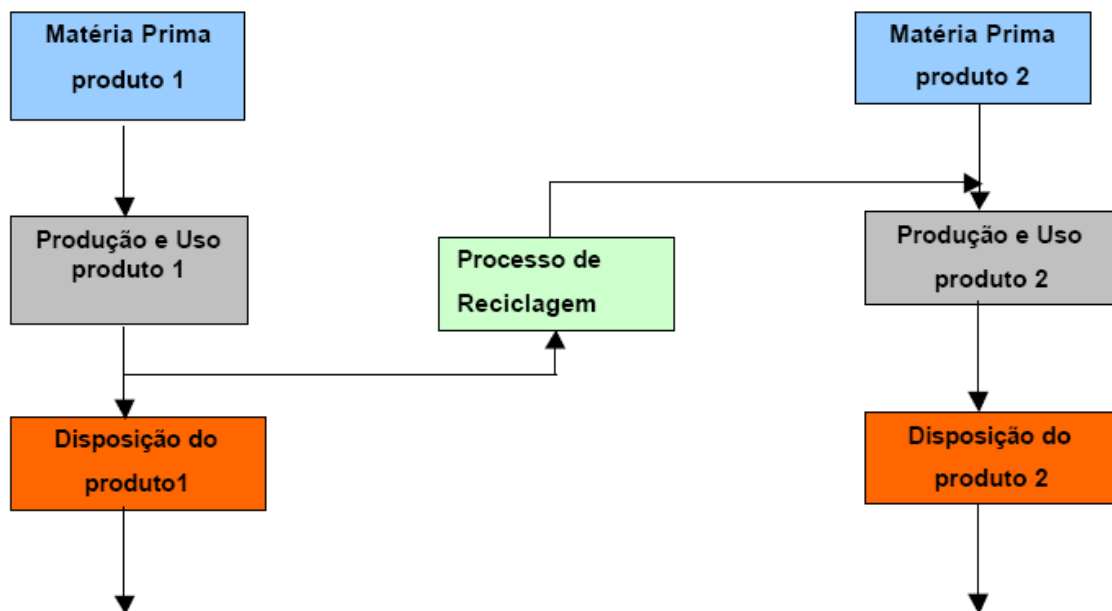 Matéria Prima
produto 1
Matéria Prima
produto 2
Produção e Uso
produto 1
Processo de
Reciclagem
Produção e Uso
produto 2
Disposição do
produto1
Disposição do
produto 2